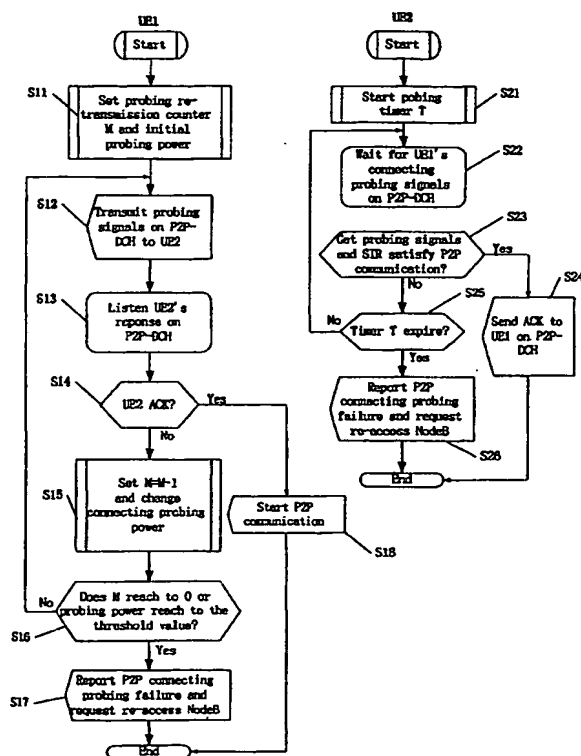 UE1
Start
S11
Set probing re-
transmission counter
M and initial
probing power
S12
Transmit probing
signals on P2P-
DCH to UE2
S13
Listen UE2's
reponse on
P2P-DCH
S14
UE2 ACK?
Yes
No
S15
Set M=M-1
and change
connecting probing
power
Start P2P
comunication
S18
No
Does M reach to 0 or
probing power reach to the
threshold value?
S16
Yes
S17
Report P2P connecting
probing failure and
request re-access NodeB
End
UE2
Start
Start pobing
timer T
S21
Wait for UE1's
connecting
probing signals
on P2P-DCH
S22
S23
Get probing signals
and SIR satisfy P2P
comunication?
Yes
S24
No
S25
Send ACK to
UE1 on P2P-
DCH
No
Timer T expire?
Yes
Report P2P
connecting probing
failure and request
re-access NodeB
S26
End